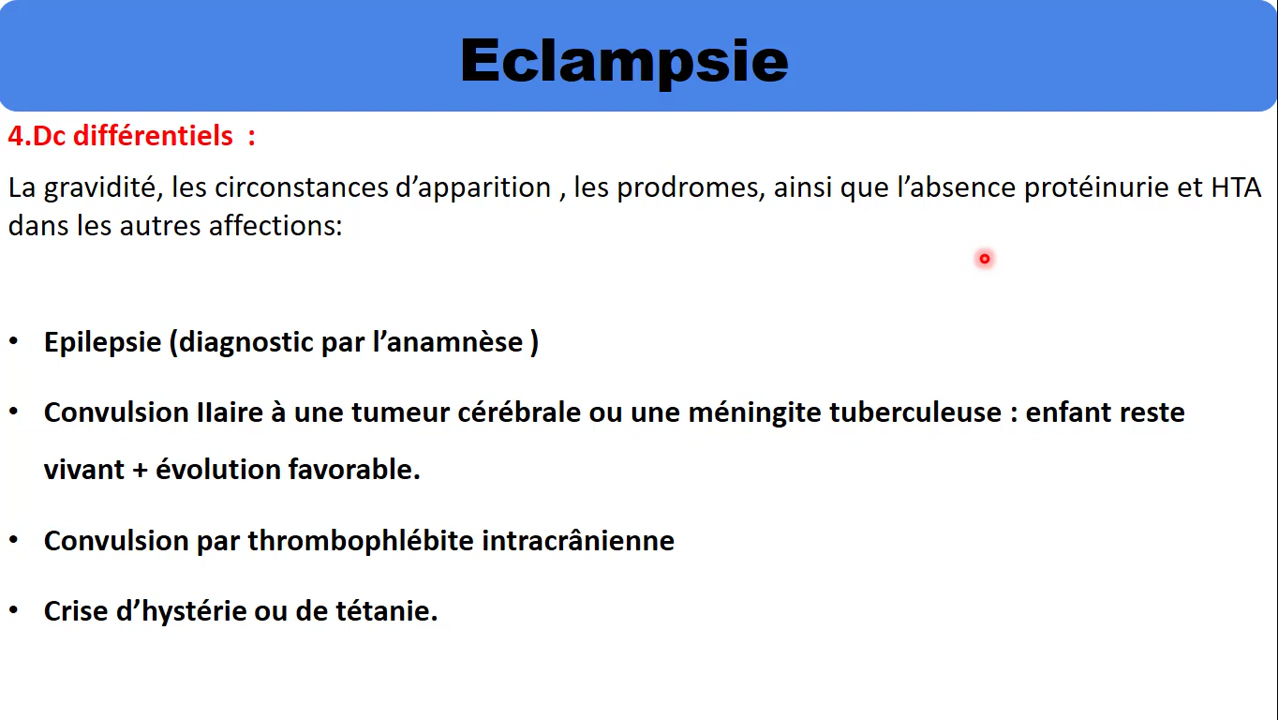 Eclampsie
4.Dc différentiels :
La gravidité, les circonstances d’apparition , les prodromes, ainsi que l’absence protéinurie et HTA
dans les autres affections:
• Epilepsie (diagnostic par l’anamnèse )
• Convulsion IIaire à une tumeur cérébrale ou une méningite tuberculeuse : enfant reste
vivant + évolution favorable.
• Convulsion par thrombophlébite intracrânienne
• Crise d’hystérie ou de tétanie.